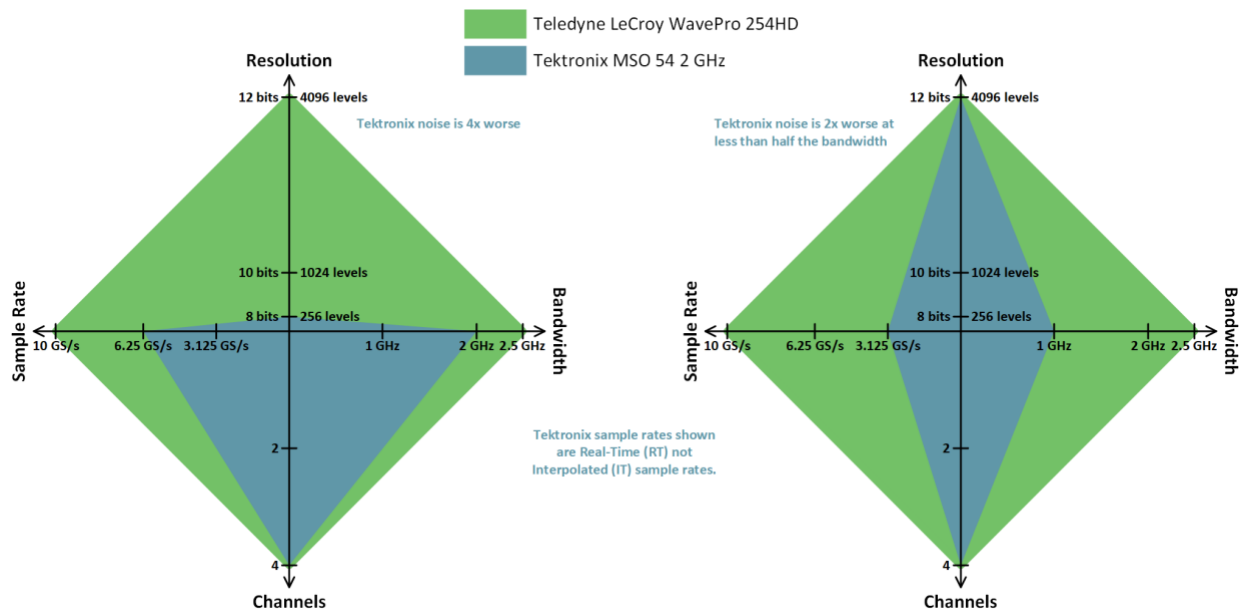 Teledyne LeCroy WavePro 254HD
Tektronix MSO 54 2 GHz
Resolution
12 bits 4096 levels
Tektronix noise is 4x worse
10 bits 1024 levels
8 bits 256 levels
Sample Rate
Bandwidth
10 GS/s 6.25 GS/s 3.125 GS/s 1 GHz 2 GHz 2.5 GHz
2
4
Channels
Tektronix sample rates shown
are Real-Time (RT) not
Interpolated (IT) sample rates.
Resolution
12 bits 4096 levels
Tektronix noise is 2x worse at
less than half the bandwidth
10 bits 1024 levels
8 bits 256 levels
Sample Rate
Bandwidth
10 GS/s 6.25 GS/s 3.125 GS/s 1 GHz 2 GHz 2.5 GHz
2
4
Channels